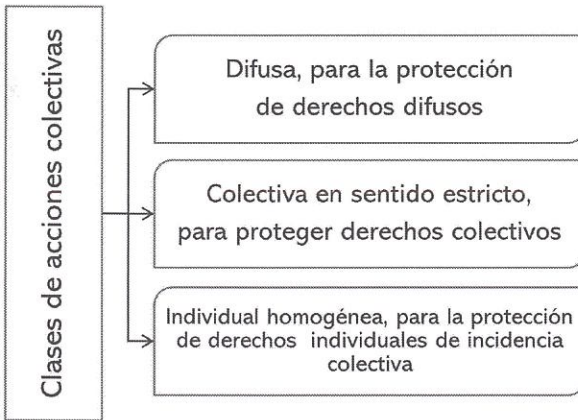 Clases de acciones colectivas
Difusa, para la protección
de derechos difusos
Colectiva en sentido estricto,
para proteger derechos colectivos
Individual homogénea, para la protección
de derechos individuales de incidencia
colectiva